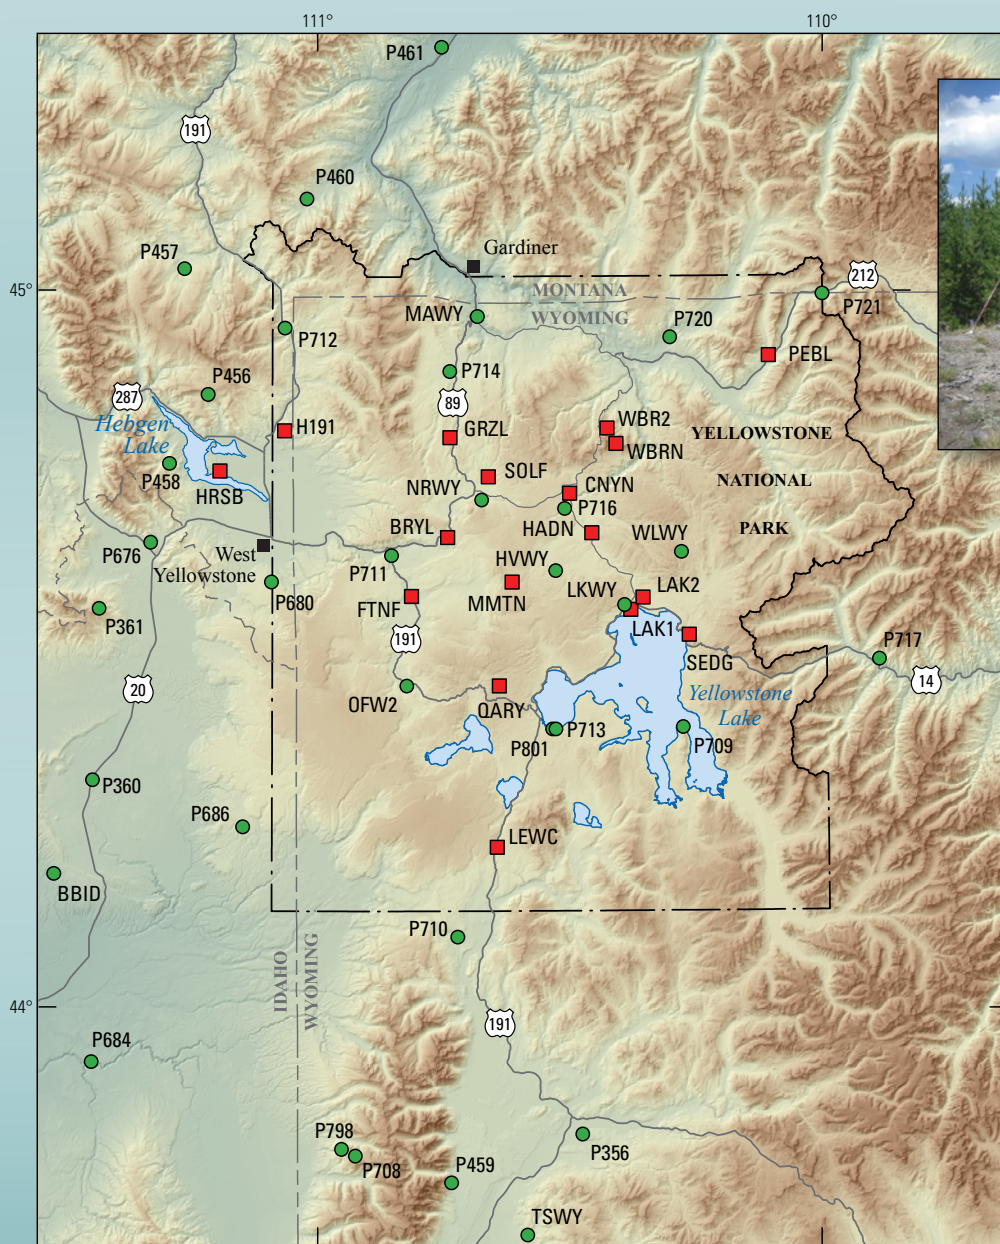 111°
110°
P461
191
P460
P457
Gardiner
212
45°
MONTANA
WYOMING
MAWY
P721
P720
P712
PEBL
P714
P456
287
89
Hebgen
Lake
H191
GRZL
WBR2
YELLOWSTONE
WBRN
P458
SOLF
HRSB
NRWY
CNYN
NATIONAL
P716
BRYL
HADN
WLWY
PARK
P676
West
Yellowstone
P711
HVWY
P680
LKWY
LAK2
FTNF
MMTN
P361
LAK1
191
SEDG
P717
14
20
OFW2
QARY
Yellowstone
Lake
P801
P713
P709
P360
P686
LEWC
BBID
P710
IDAHO
WYOMING
44°
191
P684
P798
P708
P459
P356
TSWY